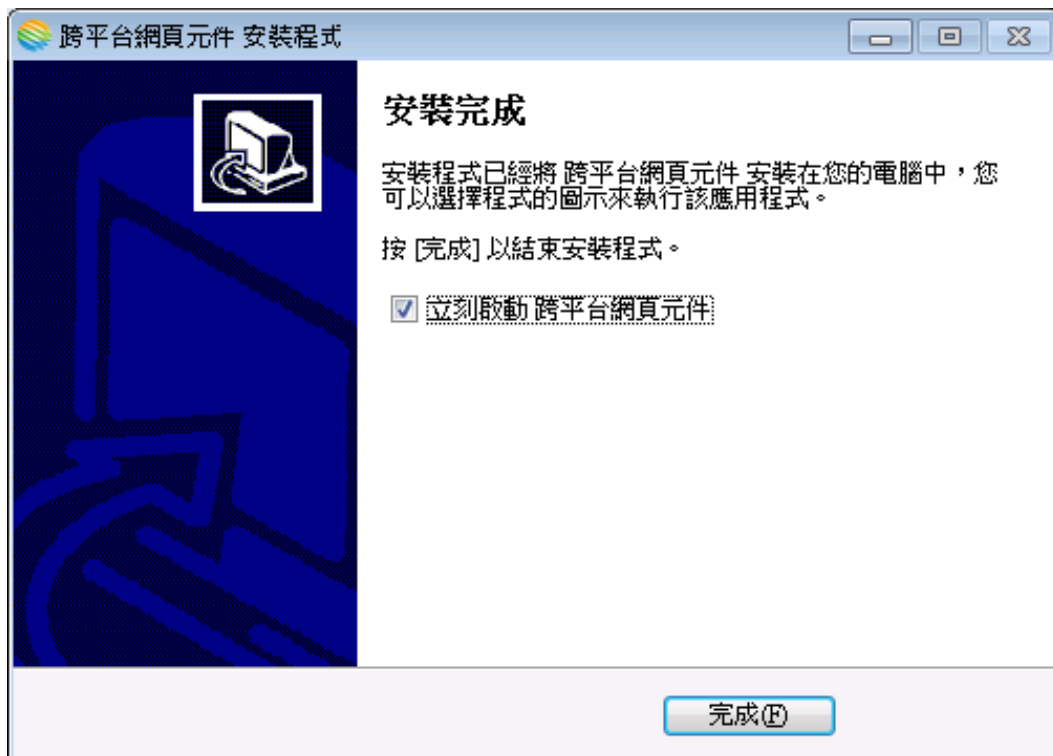 跨平台網頁元件 安裝程式
安裝完成
安裝程式已經將 跨平台網頁元件 安裝在您的電腦中，您
可以選擇程式的圖示來執行該應用程式。
按 [完成] 以結束安裝程式。
立刻啟動 跨平台網頁元件
完成(F)